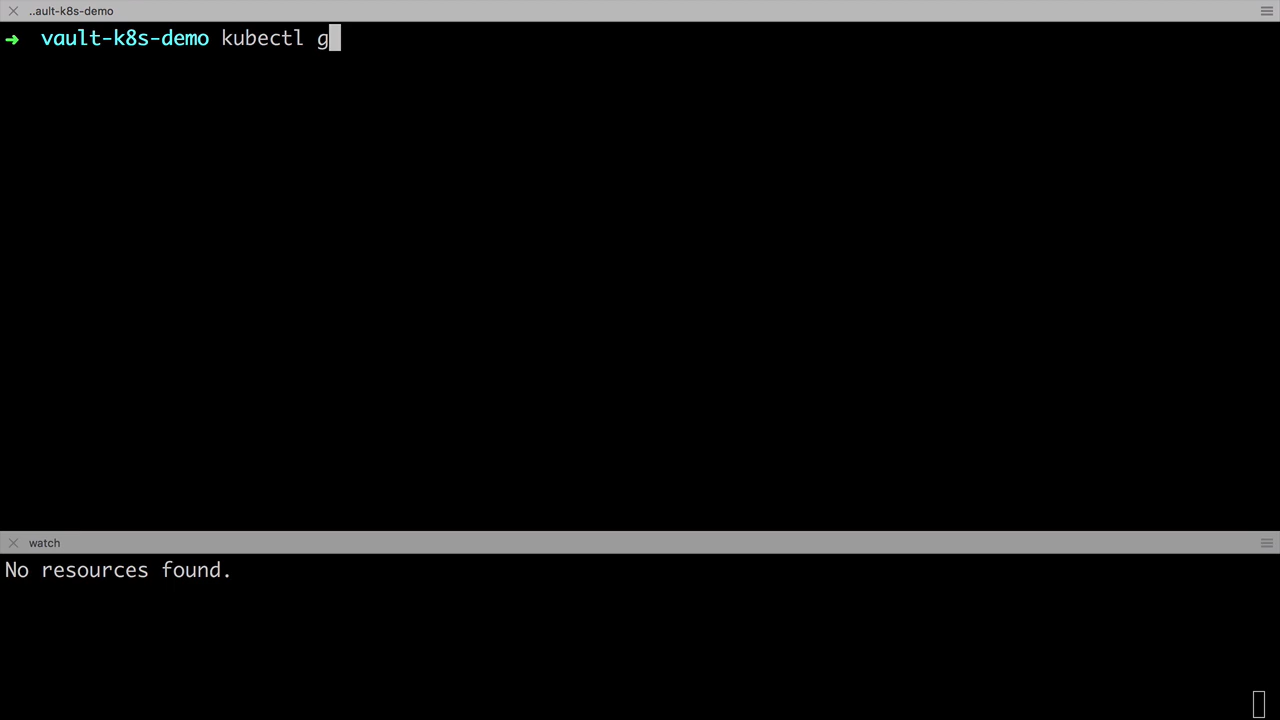 ..ault-k8s-demo
➜ vault-k8s-demo kubectl g
watch
No resources found.